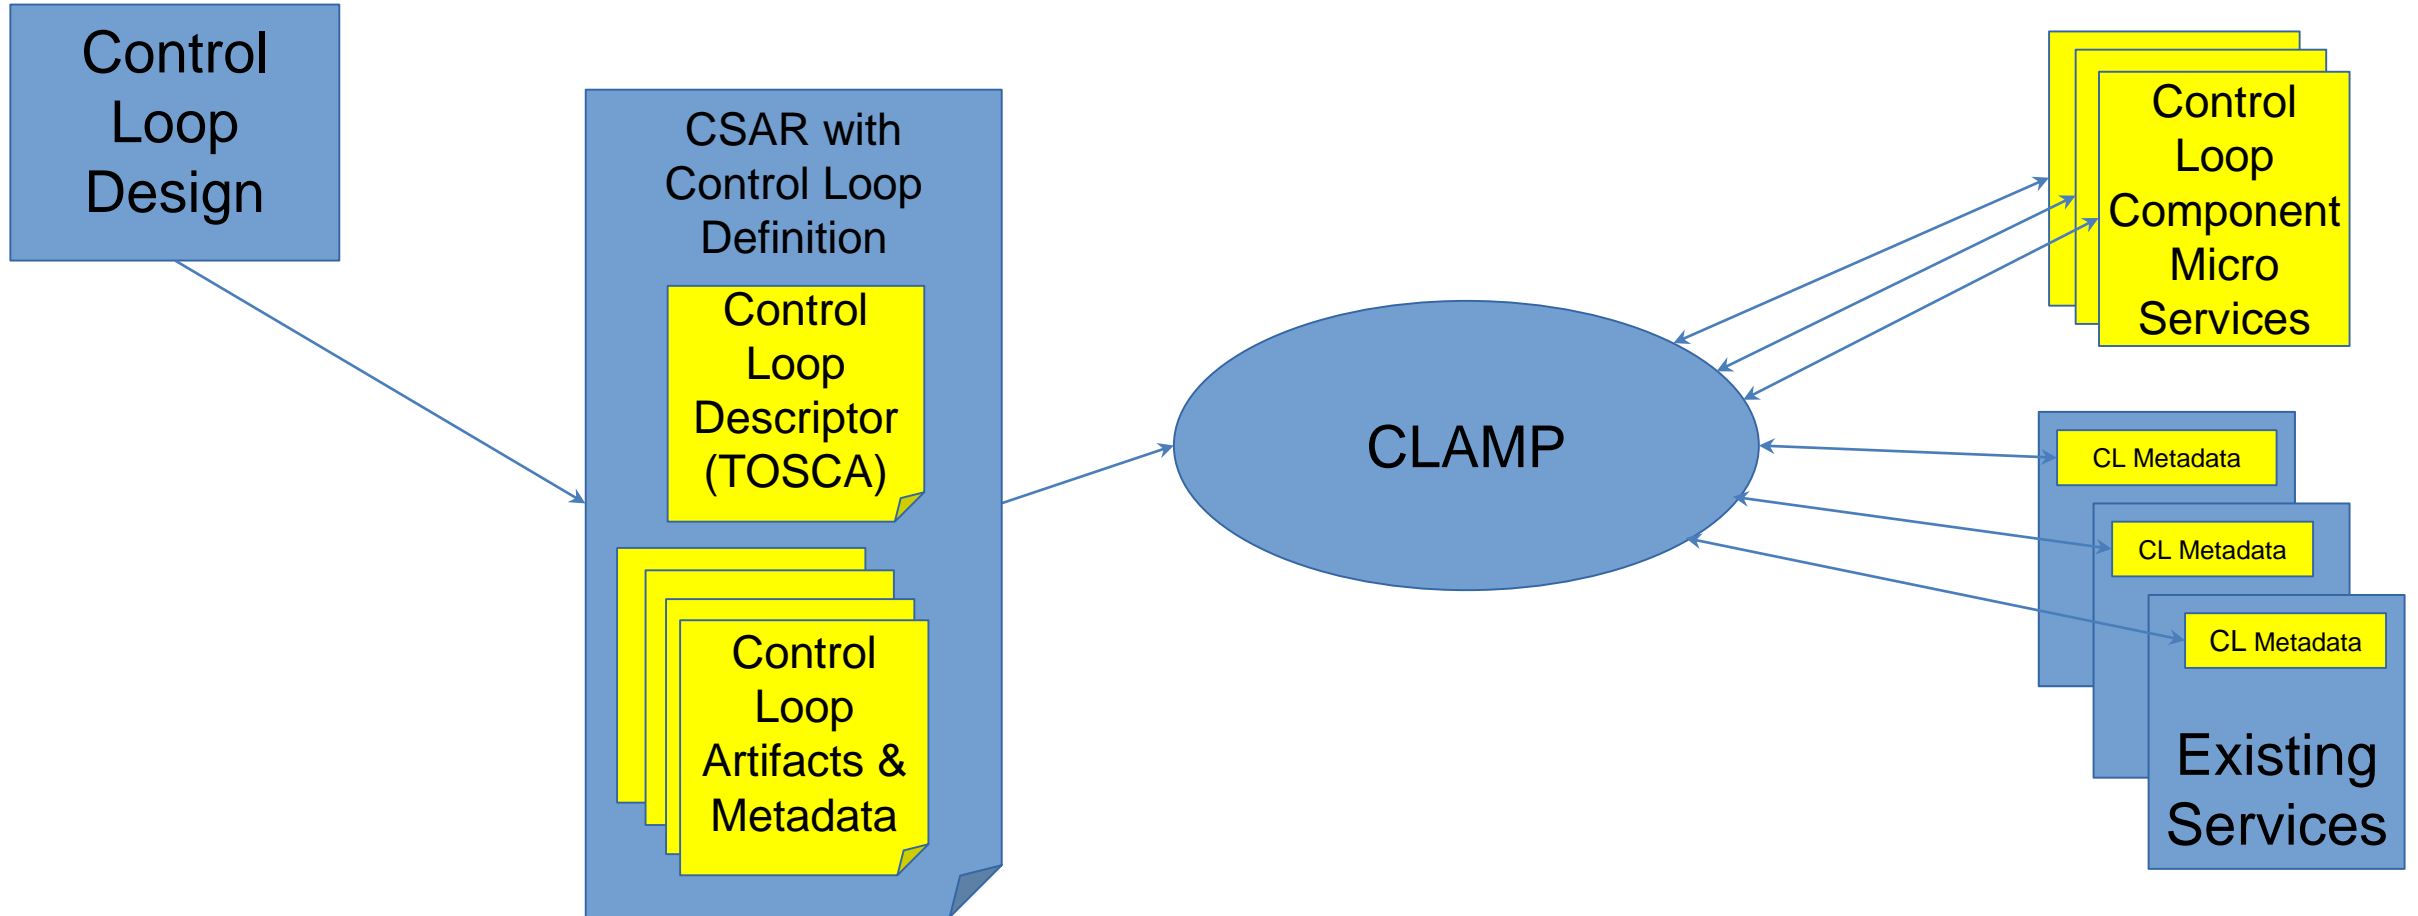 Control
Loop
Design
CSAR with
Control Loop
Definition
Control
Loop
Descriptor
(TOSCA)
Control
Loop
Artifacts &
Metadata
CLAMP
Control
Loop
Component
Micro
Services
CL Metadata
CL Metadata
CL Metadata
Existing
Services